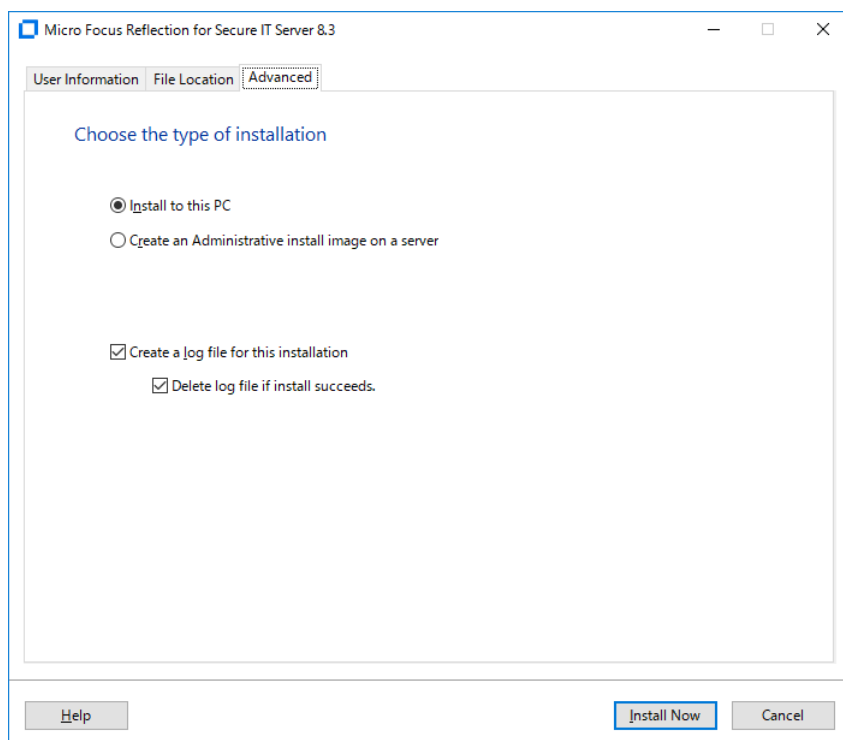 Micro Focus Reflection for Secure IT Server 8.3
User Information File Location Advanced
Choose the type of installation
Install to this PC
Create an Administrative install image on a server
Create a log file for this installation
Delete log file if install succeeds.
Help Install Now Cancel